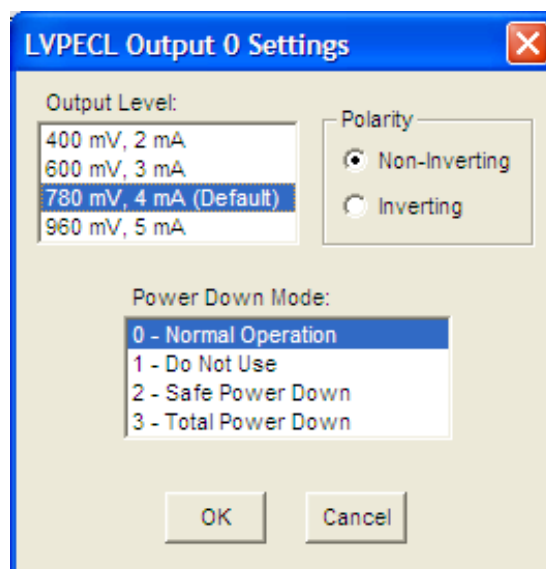 LVPECL Output 0 Settings
Output Level:
400 mV, 2 mA
600 mV, 3 mA
780 mV, 4 mA (Default)
960 mV, 5 mA
Polarity
Non-Inverting
Inverting
Power Down Mode:
0 - Normal Operation
1 - Do Not Use
2 - Safe Power Down
3 - Total Power Down
OK
Cancel